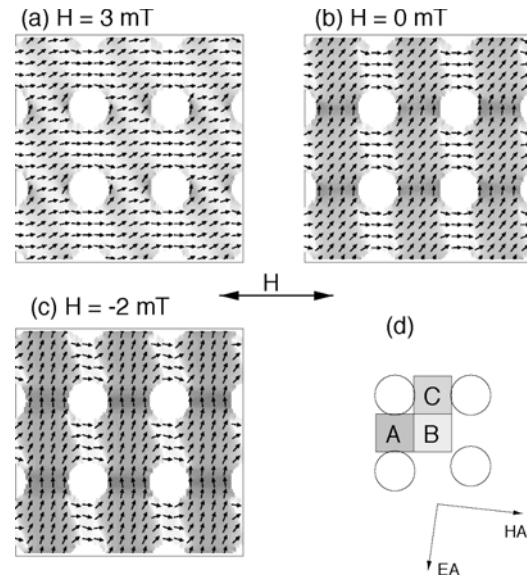 (a) H = 3 mT
(b) H = 0 mT
H
(c) H = -2 mT
(d)
C
A B
HA
EA